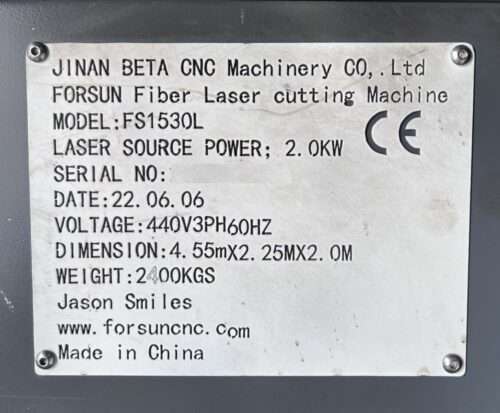 JINAN BETA CNC Machinery CO,.Ltd
FORSUN Fiber Laser cutting Machine
MODEL:FS1530L
CE
LASER SOURCE POWER; 2.0KW
SERIAL NO:
DATE:22.06.06
VOLTAGE:440V3PH60HZ
DIMENSION:4.55mX2.25MX2.0M
WEIGHT:2400KGS
Jason Smiles
www.forsuncnc.com
Made in China